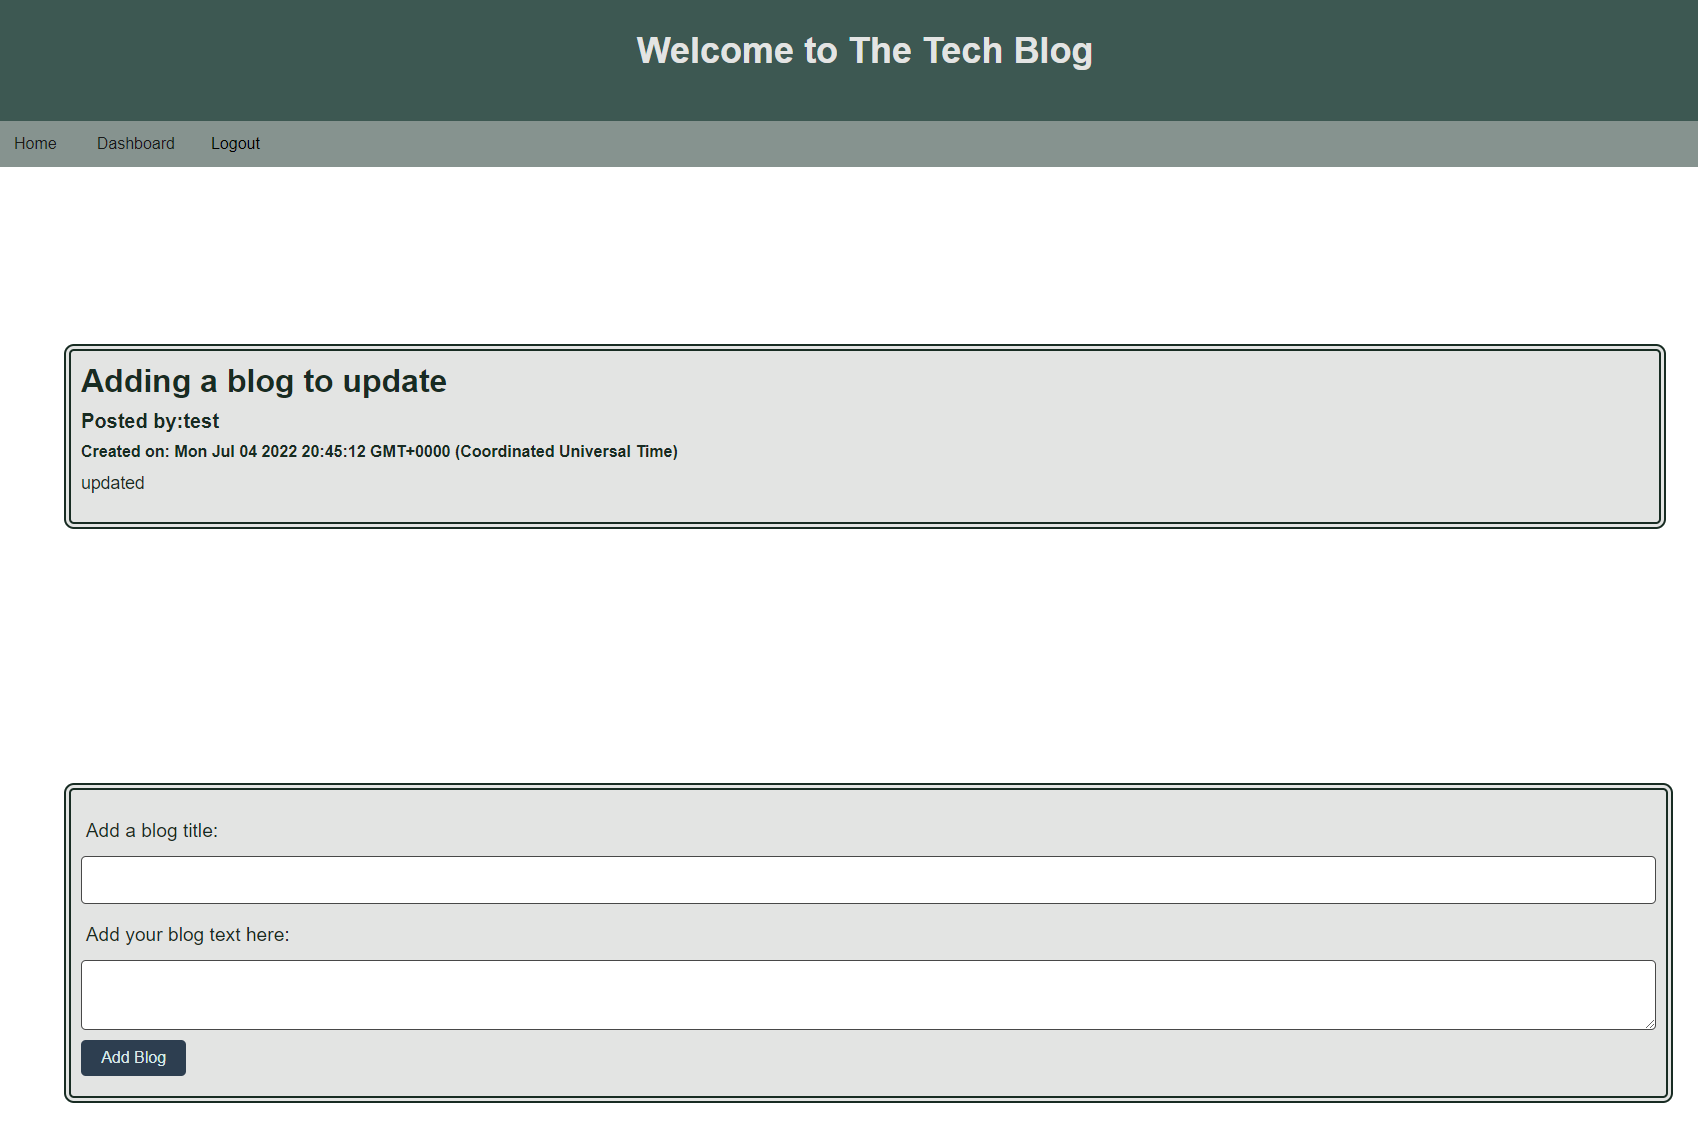 Welcome to The Tech Blog
Home Dashboard Logout
Adding a blog to update
Posted by:test
Created on: Mon Jul 04 2022 20:45:12 GMT+0000 (Coordinated Universal Time)
updated
Add a blog title:
Add your blog text here:
Add Blog